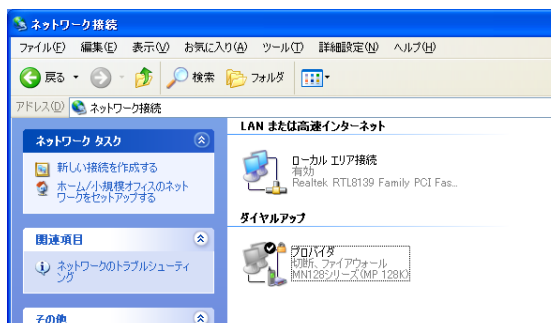 ネットワーク接続
ファイル(F) 編集(E) 表示(V) お気に入り(A) ツール(T) 詳細設定(N) ヘルプ(H)
戻る 検索 フォルダ
アドレス(D) ネットワーク接続
ネットワーク タスク
新しい接続を作成する
ホーム/小規模オフィスのネット
ワークをセットアップする
関連項目
ネットワークのトラブルシューティ
ング
その他
LAN または高速インターネット
ローカル エリア接続
有効
Realtek RTL8139 Family PCI Fas...
ダイヤルアップ
プロバイダ
切断、ファイアウォール
MN128シリーズ(MP 128K)